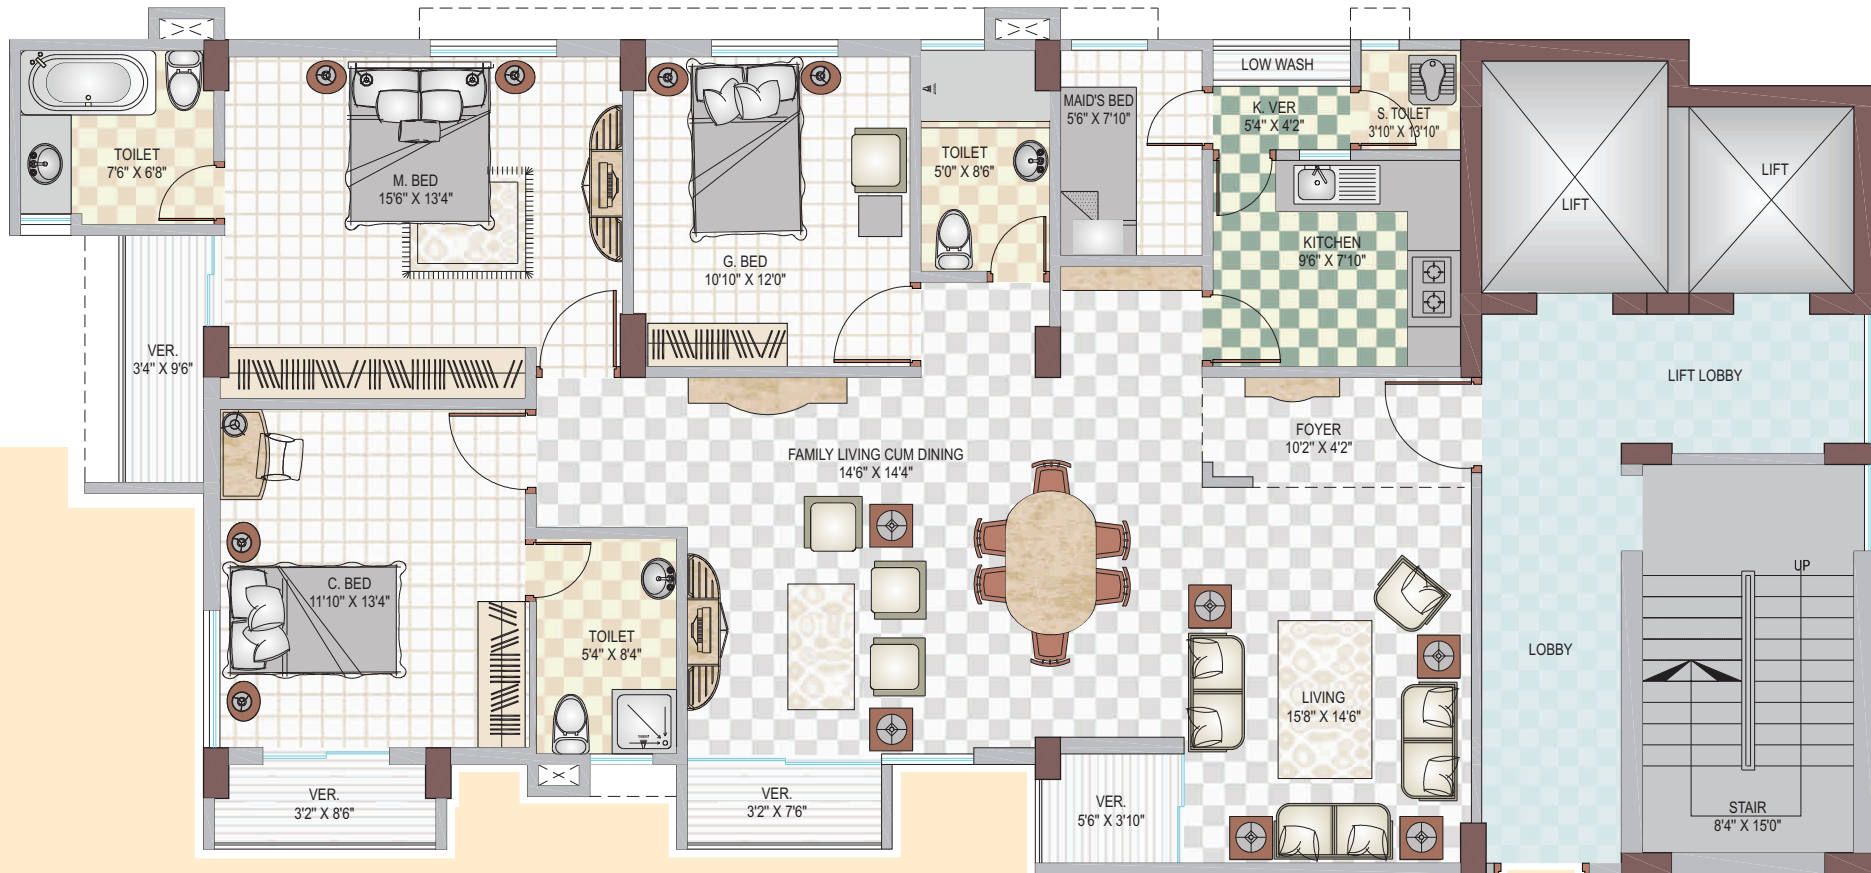 LOW WASH
MAID'S BED
5'6" X 7'10"
K. VER
5'4" X 4'2"
S. TOILET
3'10" X 13'10"
TOILET
7'6" X 6'8"
M. BED
15'6" X 13'4"
TOILET
5'0" X 8'6"
LIFT
LIFT
G. BED
10'10" X 12'0"
KITCHEN
9'6" X 7'10"
VER.
3'4" X 9'6"
LIFT LOBBY
FOYER
10'2" X 4'2"
FAMILY LIVING CUM DINING
14'6" X 14'4"
UP
C. BED
11'10" X 13'4"
TOILET
5'4" X 8'4"
LOBBY
LIVING
15'8" X 14'6"
VER.
3'2" X 8'6"
VER.
3'2" X 7'6"
VER.
5'6" X 3'10"
STAIR
8'4" X 15'0"